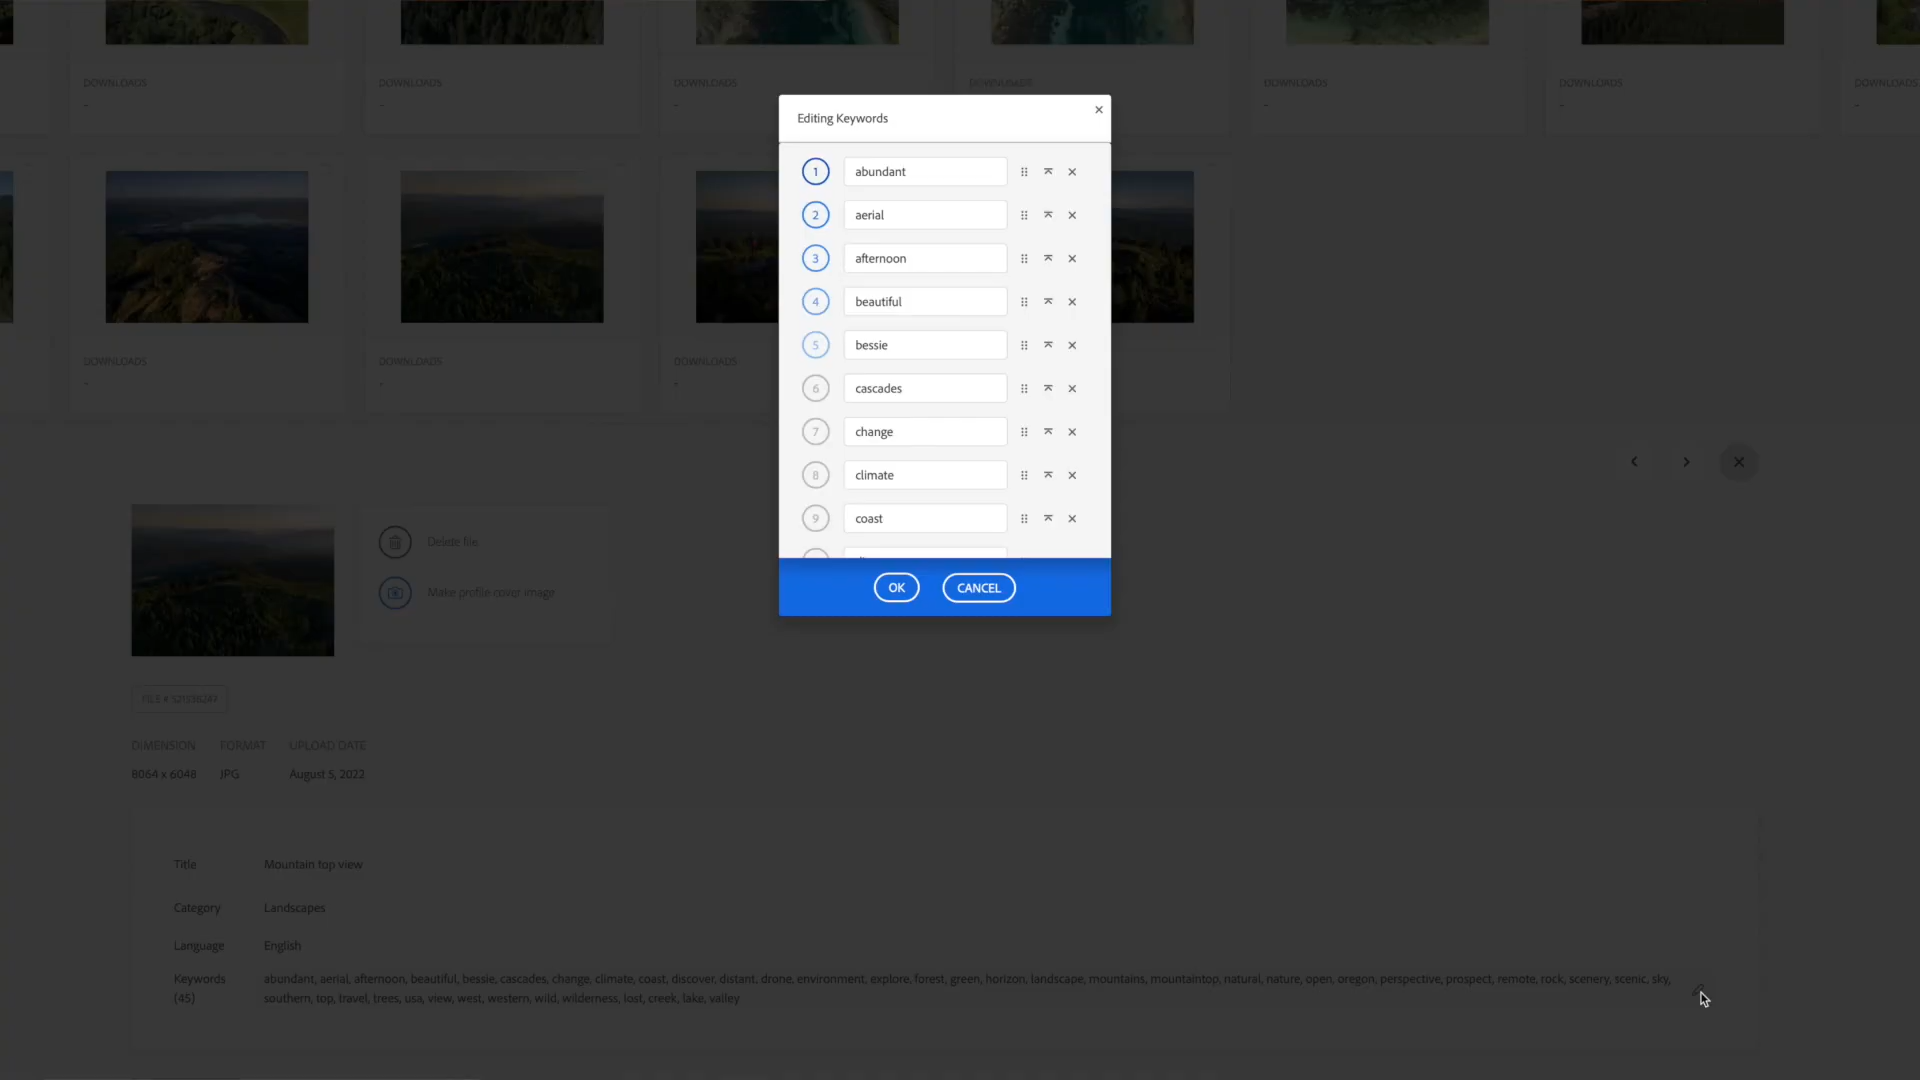 DOWNLOADS
-
DOWNLOADS
-
DOWNLOADS
-
DOWNLOADS
DOWNLOADS
-
DOWNLOADS
-
DOWNLOADS
-
Editing Keywords
1 abundant
2 aerial
3 afternoon
4 beautiful
5 bessie
6 cascades
7 change
8 climate
9 coast
OK CANCEL
DOWNLOADS
-
DOWNLOADS
-
DOWNLOADS
-
Delete file
Make profile cover image
DIMENSION FORMAT UPLOAD DATE
8064 x 6048 JPG August 5, 2022
Title Mountain top view
Category Landscapes
Language English
Keywords (45) abundant, aerial, afternoon, beautiful, bessie, cascades, change, climate, coast, discover, distant, drone, environment, explore, forest, green, horizon, landscape, mountains, mountaintop, natural, nature, open, oregon, perspective, prospect, remote, rock, scenery, scenic, sky,
southern, top, travel, trees, usa, view, west, western, wild, wilderness, lost, creek, lake, valley